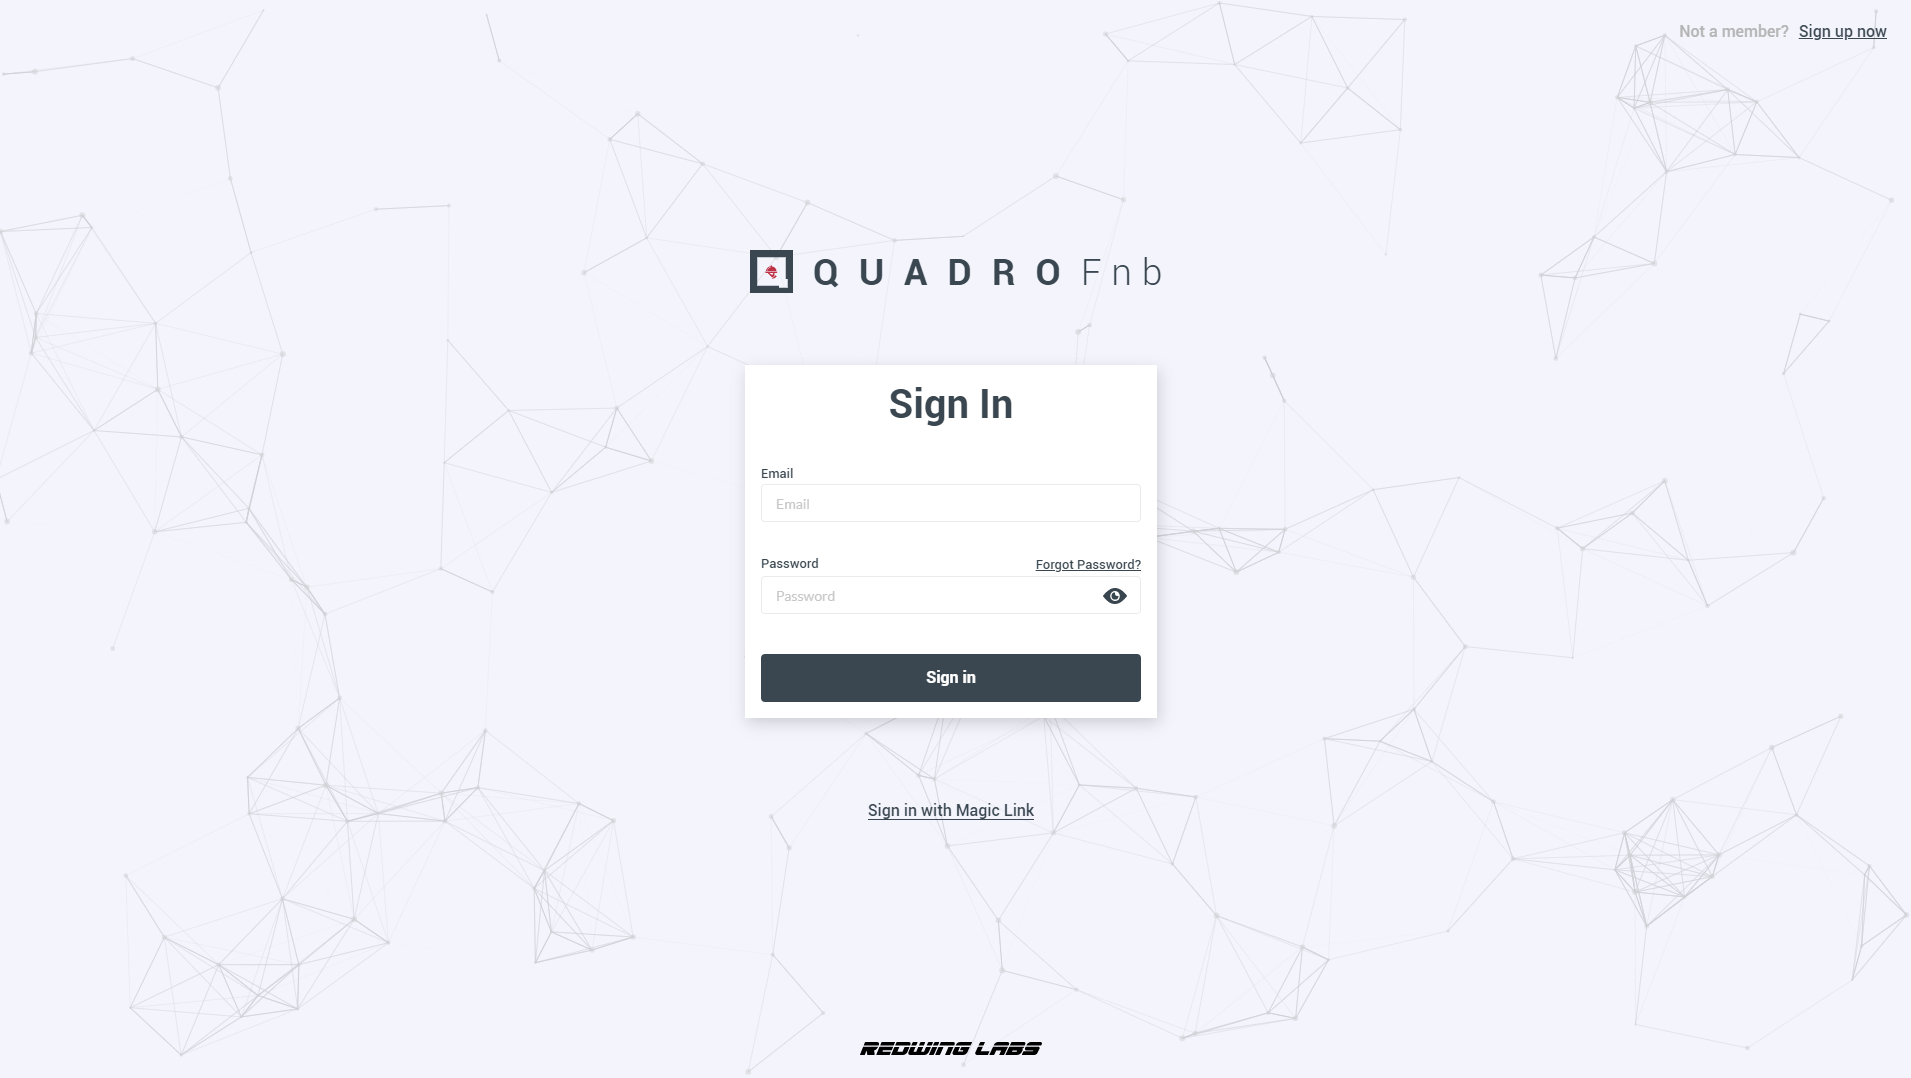 Not a member? Sign up now
QUADRO Fnb
Sign In
Email
Email
Password Forgot Password?
Password
Sign in
Sign in with Magic Link
REDWING LABS